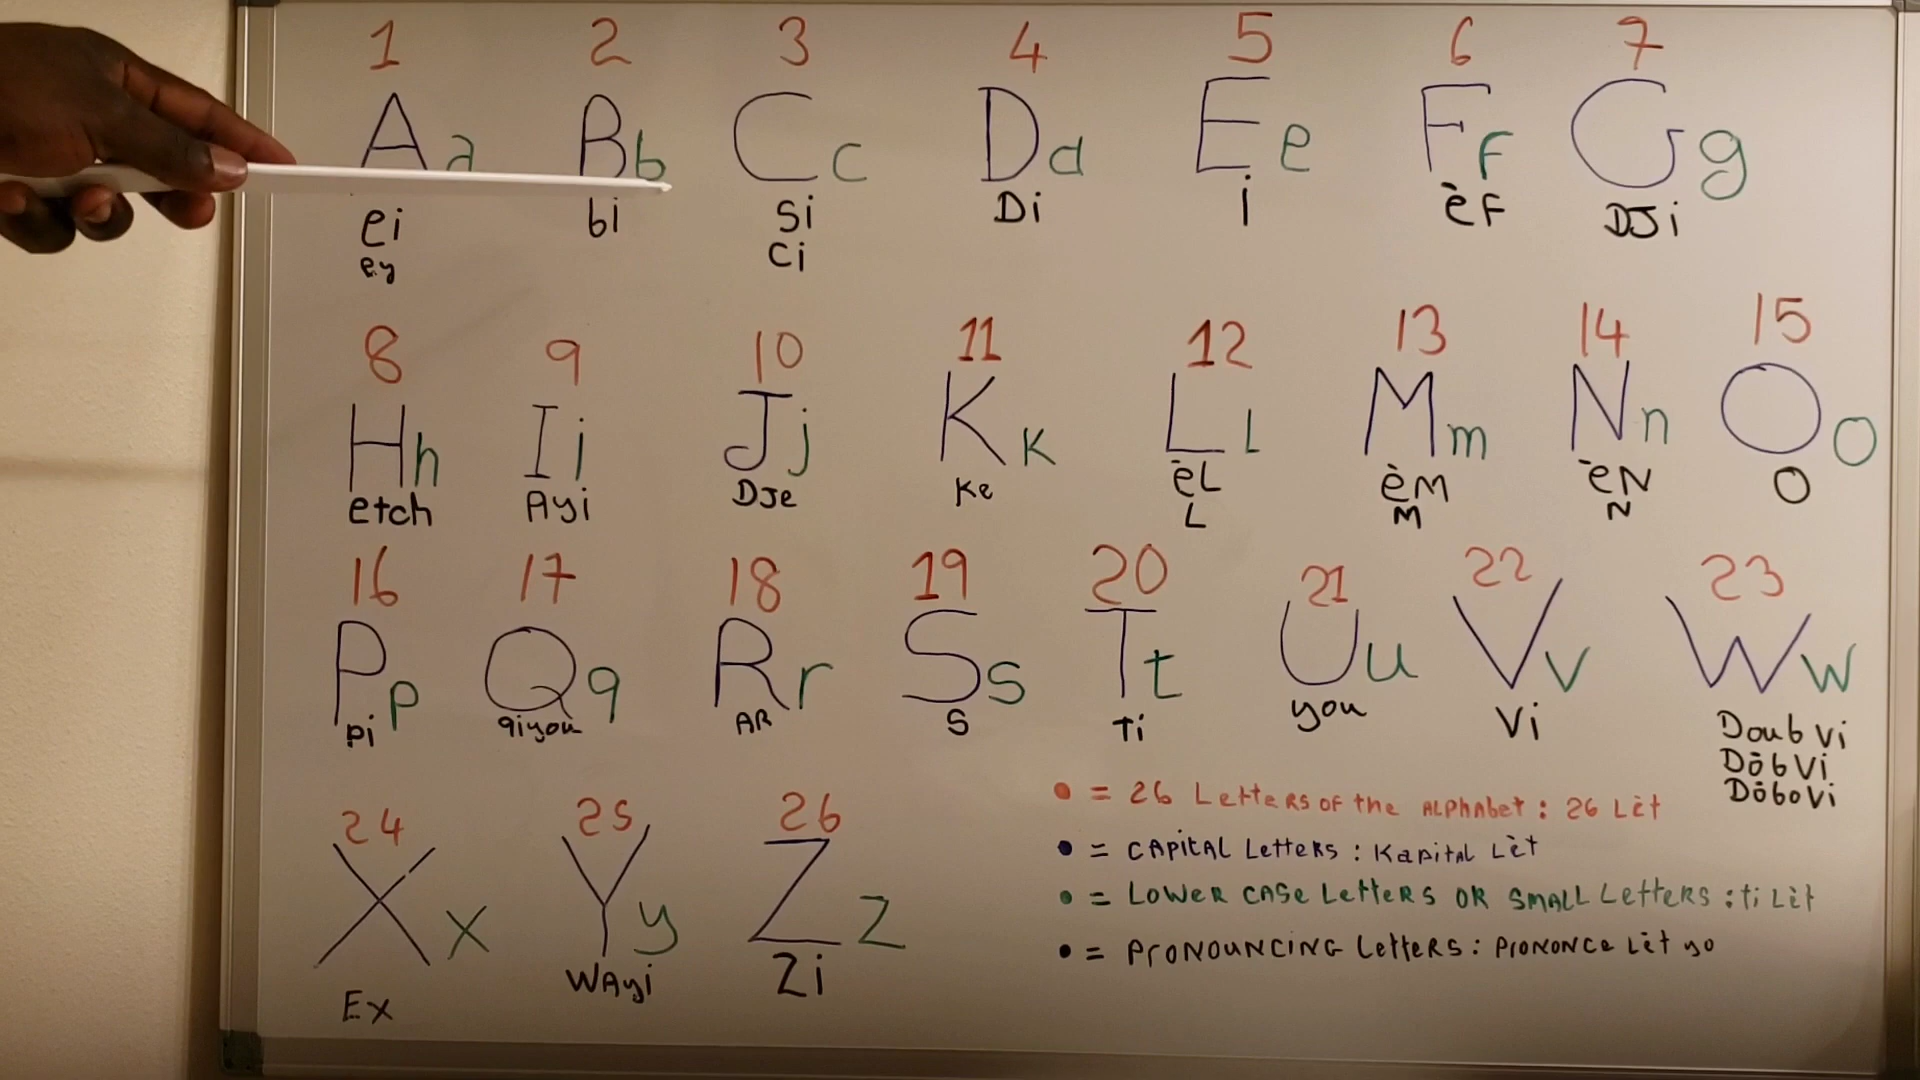 1 2 3 4 5 6 7
Aa Bb Cc Dd Ee Ff Gg
ei bi si Di i èF DJi
ey Ci
8 9 10 11 12 13 14 15
Hh Ii Jj Kk Ll Mm Nn Oo
etch Ayi DJe Ke èL èM èN O
L M N
16 17 18 19 20 21 22 23
Pp Qq Rr Ss Tt Uu Vv Ww
pi qiyou AR S Ti you Vi Doub Vi
DōbVi
DōboVi
24 25 26
Xx Yy Zz
Ex WAyi Zi
• = 26 Letters of the ALPHAbet : 26 Lèt
• = CAPITAL Letters : Kapital Lèt
• = LOWER CASE Letters OR SMALL Letters : ti Lèt
• = PRONOUNCING Letters : PRONONCe Lèt yo